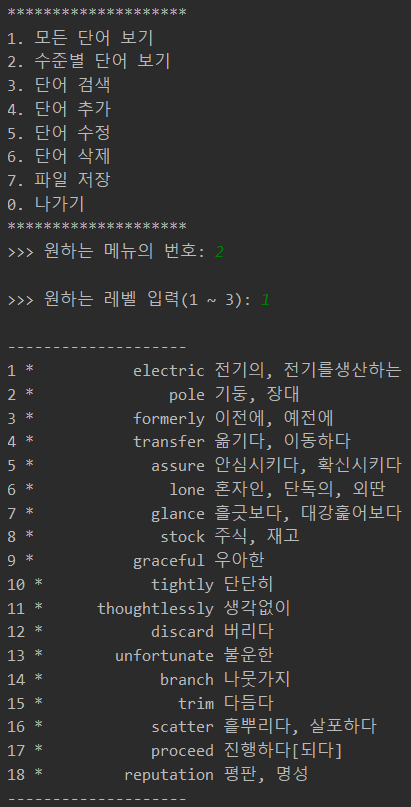 ********************
1. 모든 단어 보기
2. 수준별 단어 보기
3. 단어 검색
4. 단어 추가
5. 단어 수정
6. 단어 삭제
7. 파일 저장
0. 나가기
********************
>>> 원하는 메뉴의 번호: 2
>>> 원하는 레벨 입력(1 ~ 3): 1
--------------------
1 * electric 전기의, 전기를생산하는
2 * pole 기둥, 장대
3 * formerly 이전에, 예전에
4 * transfer 옮기다, 이동하다
5 * assure 안심시키다, 확신시키다
6 * lone 혼자인, 단독의, 외딴
7 * glance 흘긋보다, 대강훑어보다
8 * stock 주식, 재고
9 * graceful 우아한
10 * tightly 단단히
11 * thoughtlessly 생각없이
12 * discard 버리다
13 * unfortunate 불운한
14 * branch 나뭇가지
15 * trim 다듬다
16 * scatter 흩뿌리다, 살포하다
17 * proceed 진행하다[되다]
18 * reputation 평판, 명성
--------------------